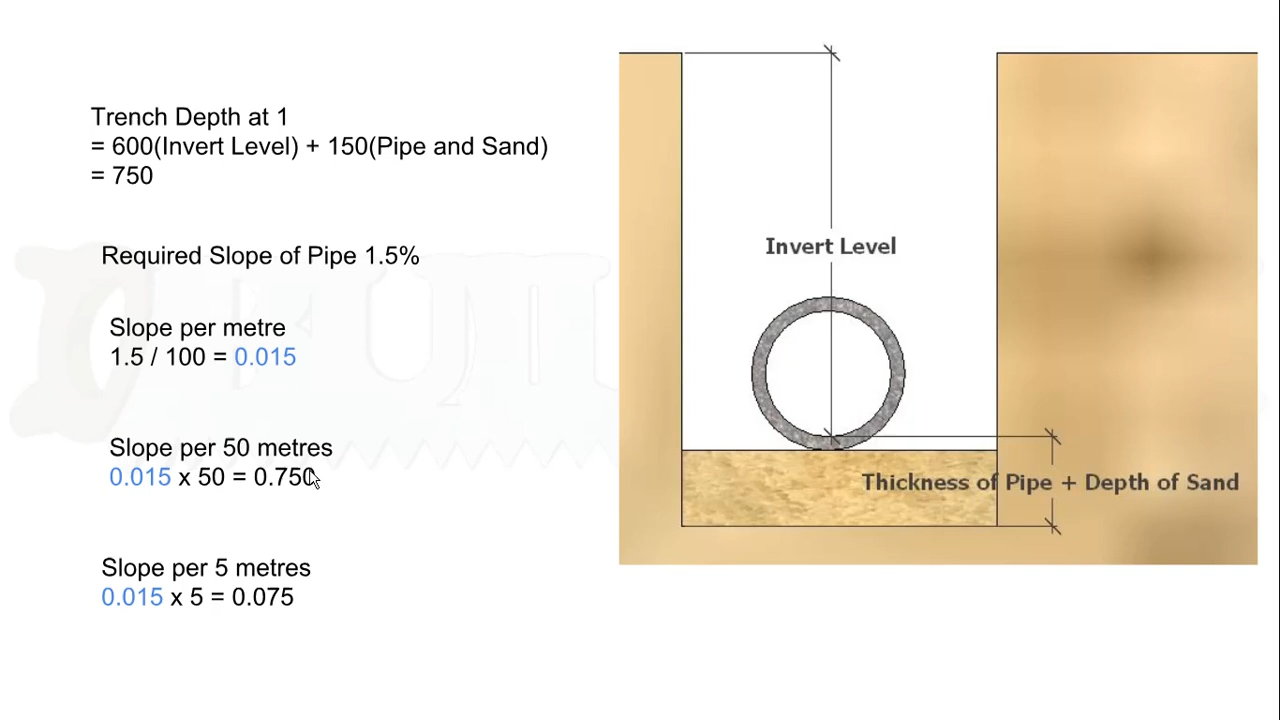 Trench Depth at 1
= 600(Invert Level) + 150(Pipe and Sand)
= 750
Required Slope of Pipe 1.5%
Slope per metre
1.5 / 100 = 0.015
Slope per 50 metres
0.015 x 50 = 0.750
Slope per 5 metres
0.015 x 5 = 0.075
Invert Level
Thickness of Pipe + Depth of Sand